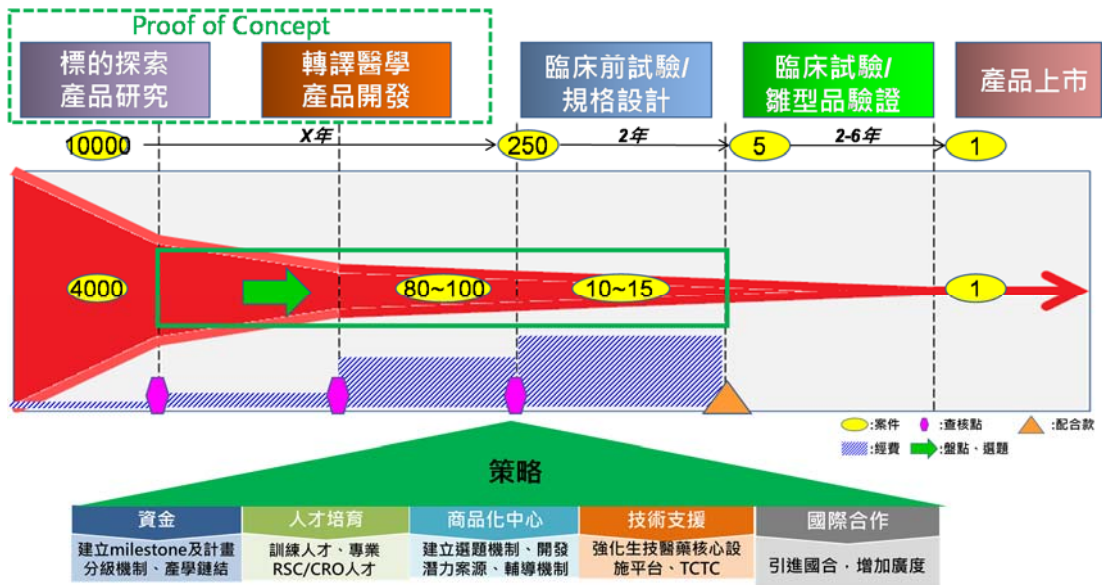 Proof of Concept
標的探索
產品研究
轉譯醫學
產品開發
臨床前試驗/
規格設計
臨床試驗/
雛型品驗證
產品上市
10000
X年
250
2年
5
2-6年
1
4000
80~100
10~15
1
:案件
:查核點
:配合款
:經費
:盤點、選題
策略
資金
人才培育
商品化中心
技術支援
國際合作
建立milestone及計畫
分級機制、產學鏈結
訓練人才、專業
RSC/CRO人才
建立選題機制、開發
潛力案源、輔導機制
強化生技醫藥核心設
施平台、TCTC
引進國合，增加廣度